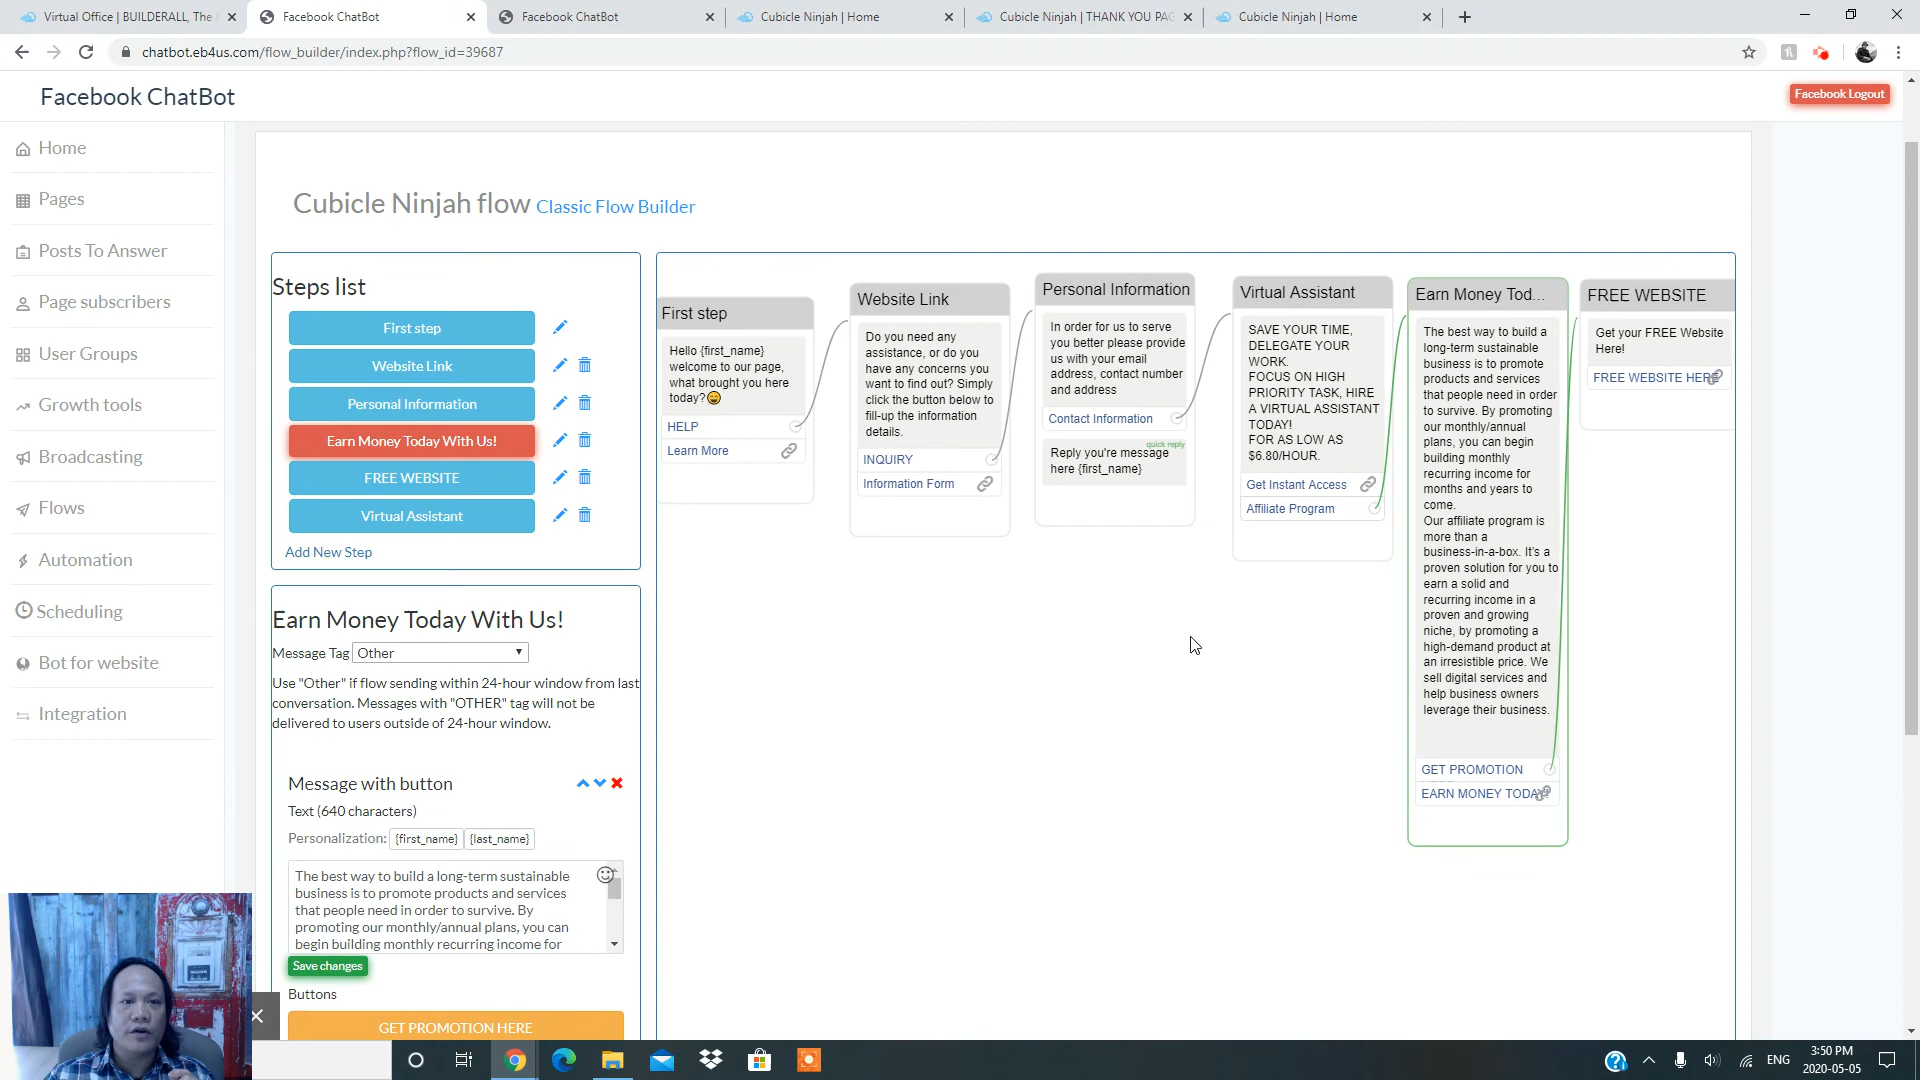 Virtual Office | BUILDERALL, The
Facebook ChatBot
Facebook ChatBot
Cubicle Ninjah | Home
Cubicle Ninjah | THANK YOU PAG
Cubicle Ninjah | Home
chatbot.eb4us.com/flow_builder/index.php?flow_id=39687
Facebook ChatBot
Facebook Logout
Home
Pages
Posts To Answer
Page subscribers
User Groups
Growth tools
Broadcasting
Flows
Automation
Scheduling
Bot for website
Integration
Cubicle Ninjah flow Classic Flow Builder
Steps list
First step
Website Link
Personal Information
Earn Money Today With Us!
FREE WEBSITE
Virtual Assistant
Add New Step
Earn Money Today With Us!
Message Tag Other
Use "Other" if flow sending within 24-hour window from last
conversation. Messages with "OTHER" tag will not be
delivered to users outside of 24-hour window.
Message with button
Text (640 characters)
Personalization: {first_name} {last_name}
The best way to build a long-term sustainable
business is to promote products and services
that people need in order to survive. By
promoting our monthly/annual plans, you can
begin building monthly recurring income for
Save changes
Buttons
GET PROMOTION HERE
First step
Hello {first_name}
welcome to our page,
what brought you here
today?😄
HELP
Learn More
Website Link
Do you need any
assistance, or do you
have any concerns you
want to find out? Simply
click the button below to
fill-up the information
details.
INQUIRY
Information Form
Personal Information
In order for us to serve
you better please provide
us with your email
address, contact number
and address
Contact Information
quick reply
Reply you're message
here {first_name}
Virtual Assistant
SAVE YOUR TIME,
DELEGATE YOUR
WORK.
FOCUS ON HIGH
PRIORITY TASK, HIRE
A VIRTUAL ASSISTANT
TODAY!
FOR AS LOW AS
$6.80/HOUR.
Get Instant Access
Affiliate Program
Earn Money Tod...
The best way to build a
long-term sustainable
business is to promote
products and services
that people need in order
to survive. By promoting
our monthly/annual
plans, you can begin
building monthly
recurring income for
months and years to
come.
Our affiliate program is
more than a
business-in-a-box. It's a
proven solution for you to
earn a solid and
recurring income in a
proven and growing
niche, by promoting a
high-demand product at
an irresistible price. We
sell digital services and
help business owners
leverage their business.
GET PROMOTION
EARN MONEY TODAY!
FREE WEBSITE
Get your FREE Website
Here!
FREE WEBSITE HERE
ENG
3:50 PM
2020-05-05